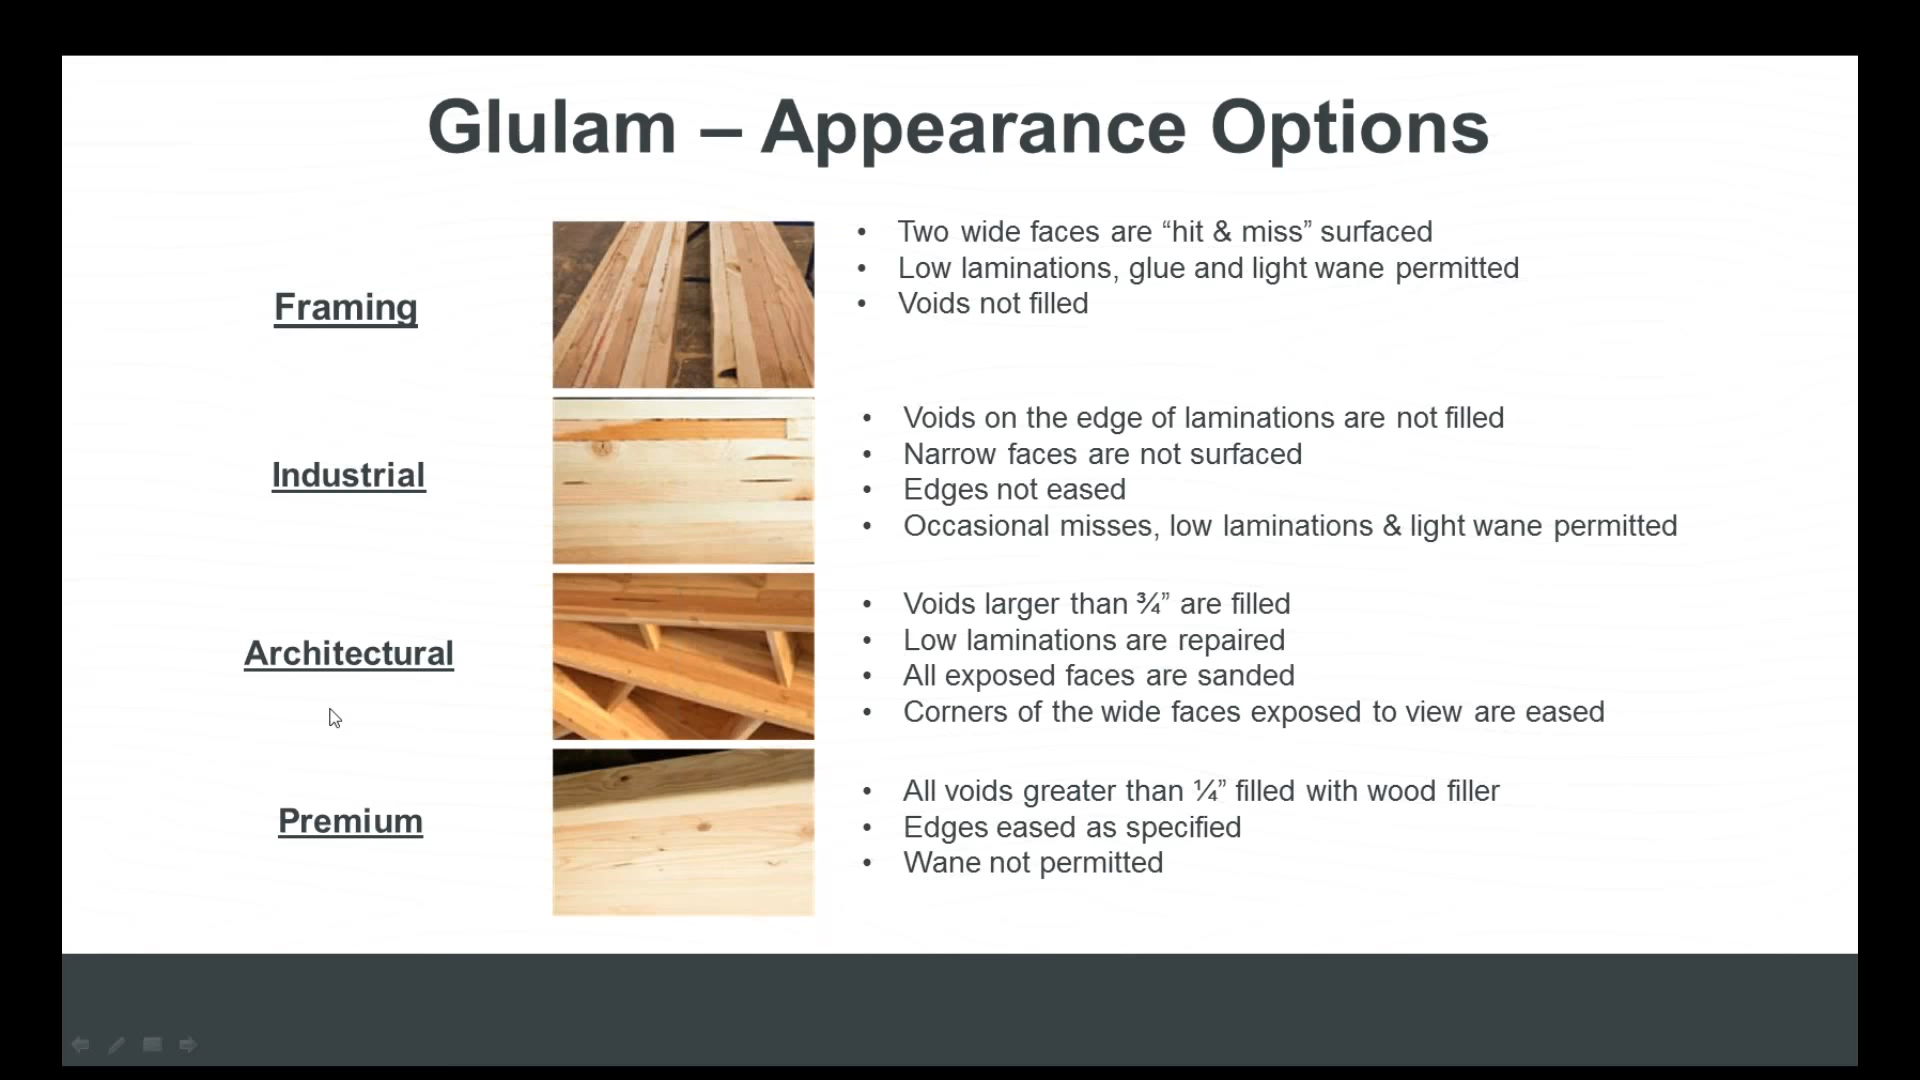 Glulam – Appearance Options
Framing
• Two wide faces are “hit & miss” surfaced
• Low laminations, glue and light wane permitted
• Voids not filled
Industrial
• Voids on the edge of laminations are not filled
• Narrow faces are not surfaced
• Edges not eased
• Occasional misses, low laminations & light wane permitted
Architectural
• Voids larger than ¾” are filled
• Low laminations are repaired
• All exposed faces are sanded
• Corners of the wide faces exposed to view are eased
Premium
• All voids greater than ¼” filled with wood filler
• Edges eased as specified
• Wane not permitted